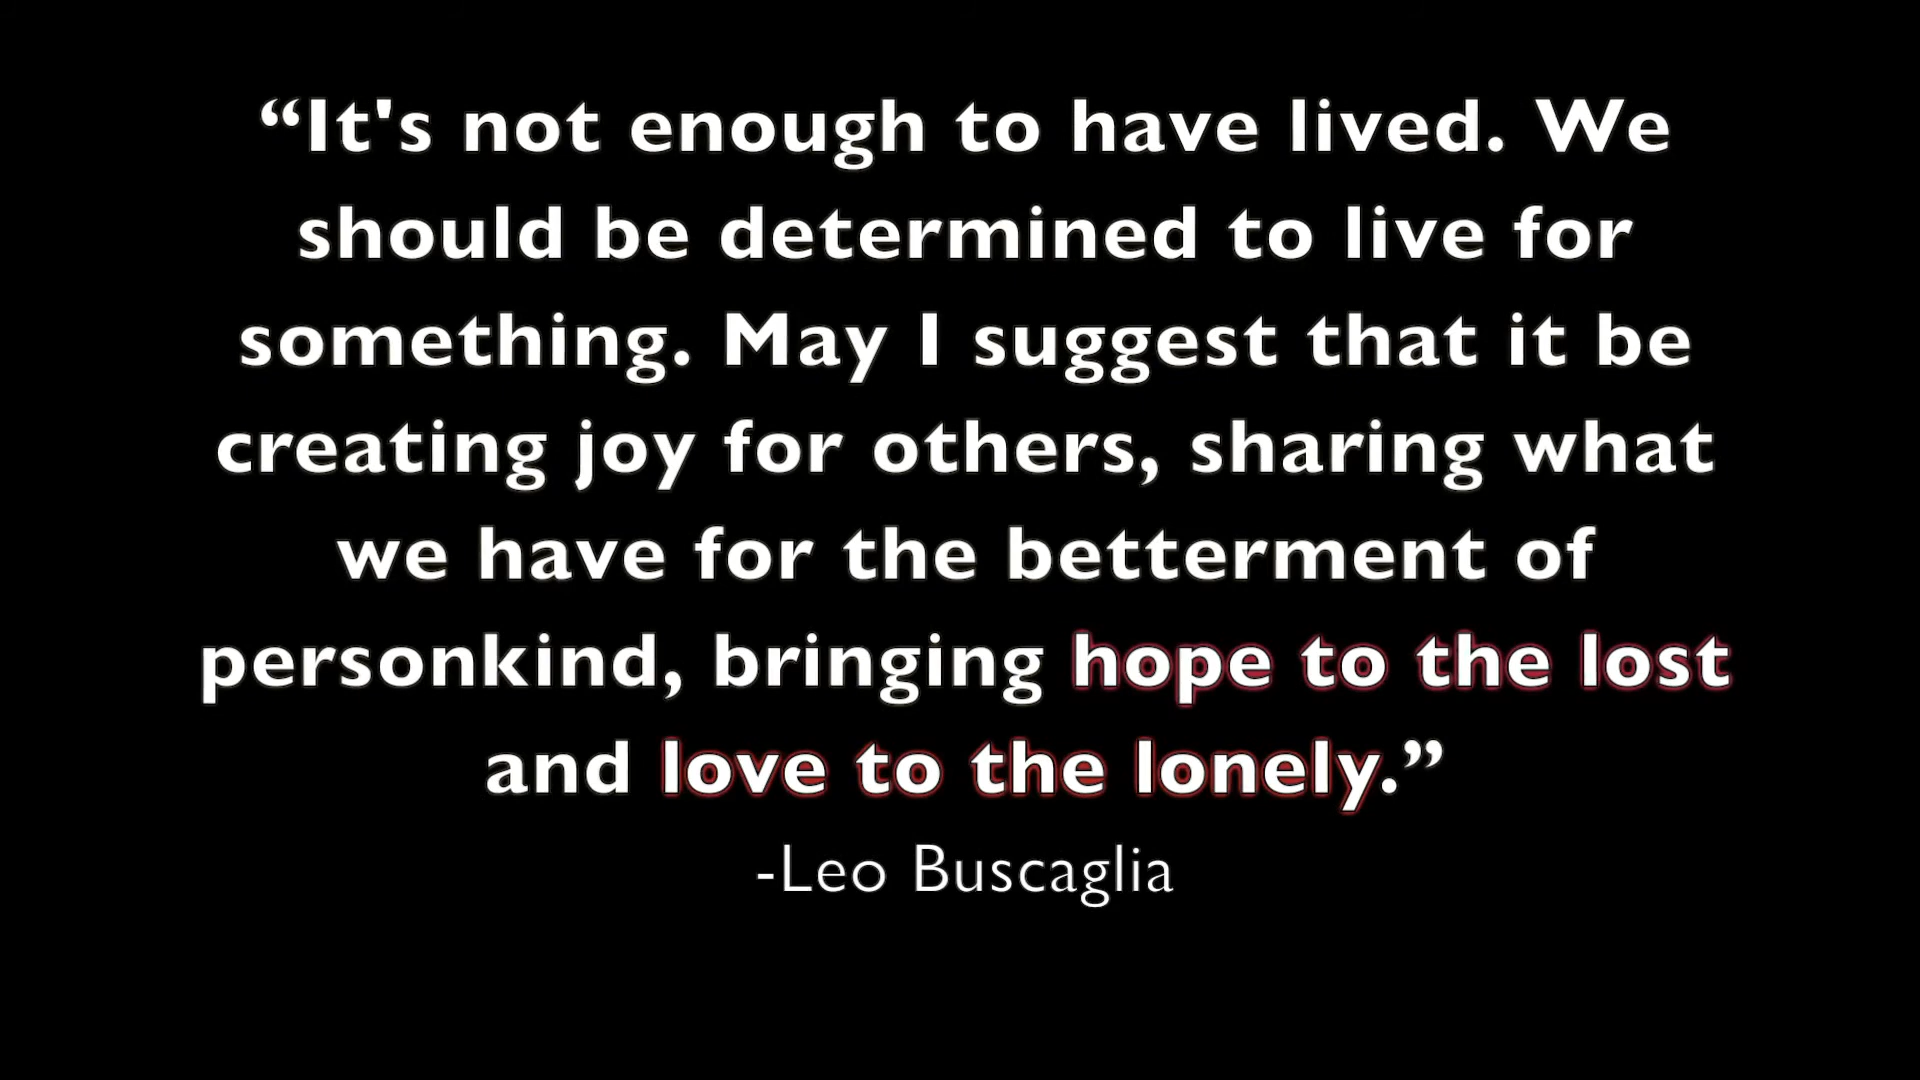 “It's not enough to have lived. We
should be determined to live for
something. May I suggest that it be
creating joy for others, sharing what
we have for the betterment of
personkind, bringing hope to the lost
and love to the lonely.”
-Leo Buscaglia